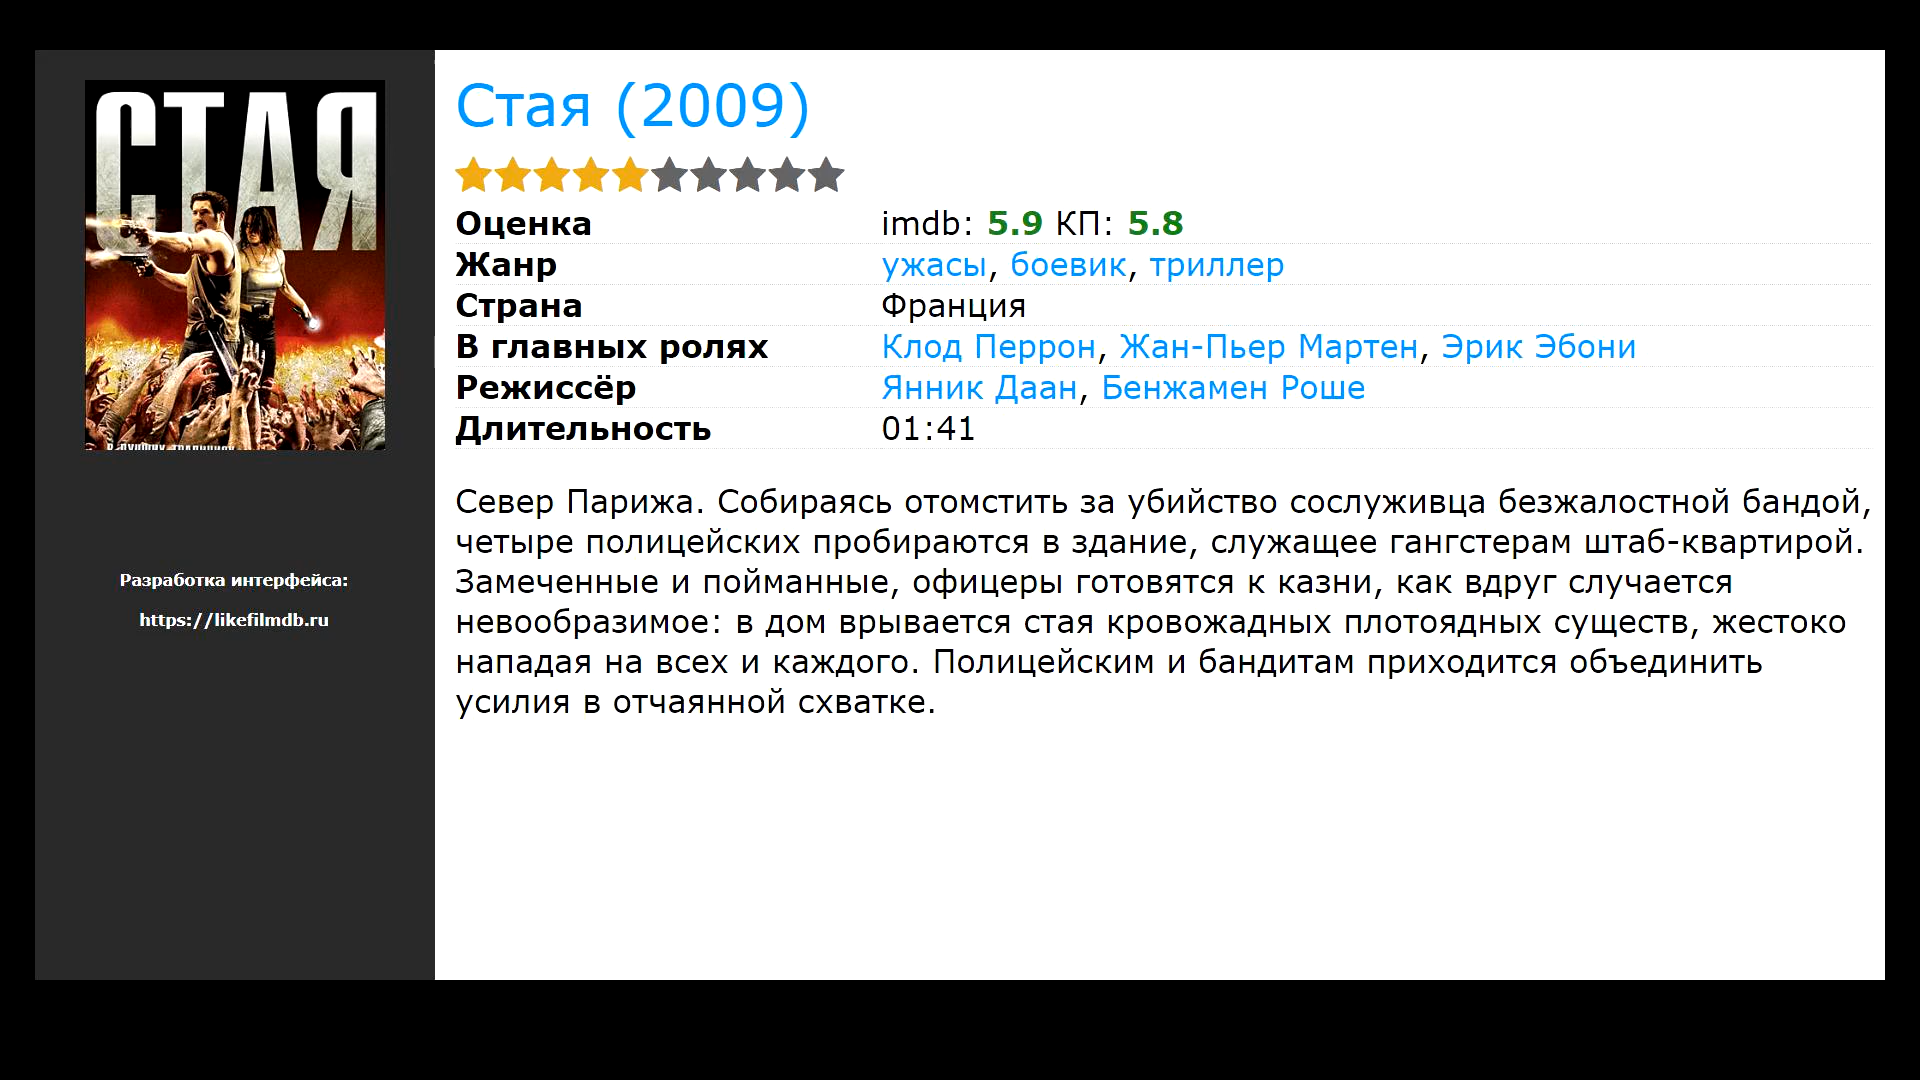 СТАЯ
Стая (2009)
Оценка imdb: 5.9 КП: 5.8
Жанр ужасы, боевик, триллер
Страна Франция
В главных ролях Клод Перрон, Жан-Пьер Мартен, Эрик Эбони
Режиссёр Янник Даан, Бенжамен Роше
Длительность 01:41
Север Парижа. Собираясь отомстить за убийство сослуживца безжалостной бандой,
четыре полицейских пробираются в здание, служащее гангстерам штаб-квартирой.
Замеченные и пойманные, офицеры готовятся к казни, как вдруг случается
невообразимое: в дом врывается стая кровожадных плотоядных существ, жестоко
нападая на всех и каждого. Полицейским и бандитам приходится объединить
усилия в отчаянной схватке.
Разработка интерфейса:
https://likefilmdb.ru